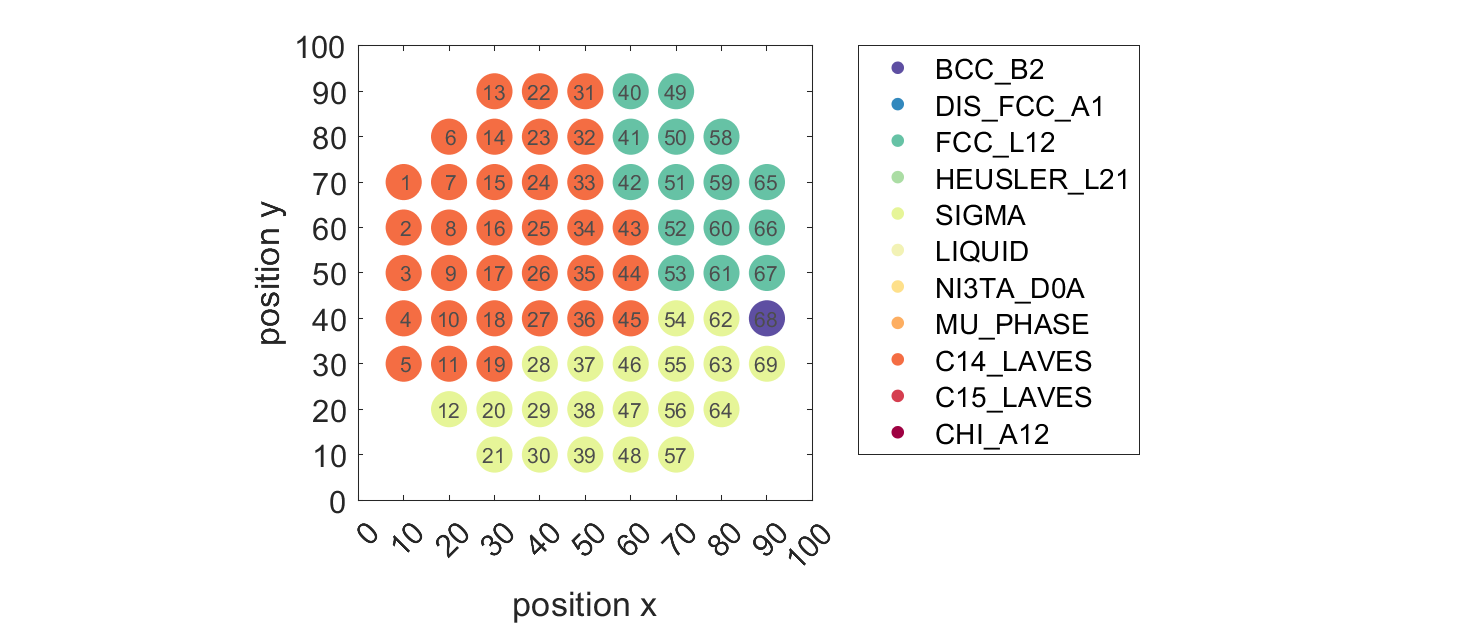 100
90 13 22 31 40 49
80 6 14 23 32 41 50 58
70 1 7 15 24 33 42 51 59 65
60 2 8 16 25 34 43 52 60 66
50 3 9 17 26 35 44 53 61 67
40 4 10 18 27 36 45 54 62 68
30 5 11 19 28 37 46 55 63 69
20 12 20 29 38 47 56 64
10 21 30 39 48 57
0
position y
0 10 20 30 40 50 60 70 80 90 100
position x
BCC_B2
DIS_FCC_A1
FCC_L12
HEUSLER_L21
SIGMA
LIQUID
NI3TA_D0A
MU_PHASE
C14_LAVES
C15_LAVES
CHI_A12